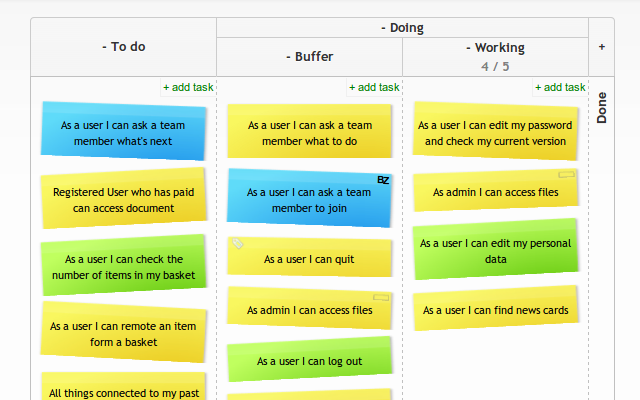 - To do
- Doing
- Buffer
- Working
4 / 5
+
Done
+ add task
As a user I can ask a team
member what's next
Registered User who has paid
can access document
As a user I can check the
number of items in my basket
As a user I can remote an item
form a basket
All things connected to my past
+ add task
As a user I can ask a team
member what to do
BZ
As a user I can ask a team
member to join
As a user I can quit
Admin I can access files
As a user I can log out
+ add task
As a user I can edit my password
and check my current version
As admin I can access files
As a user I can edit my personal
data
As a user I can find news cards